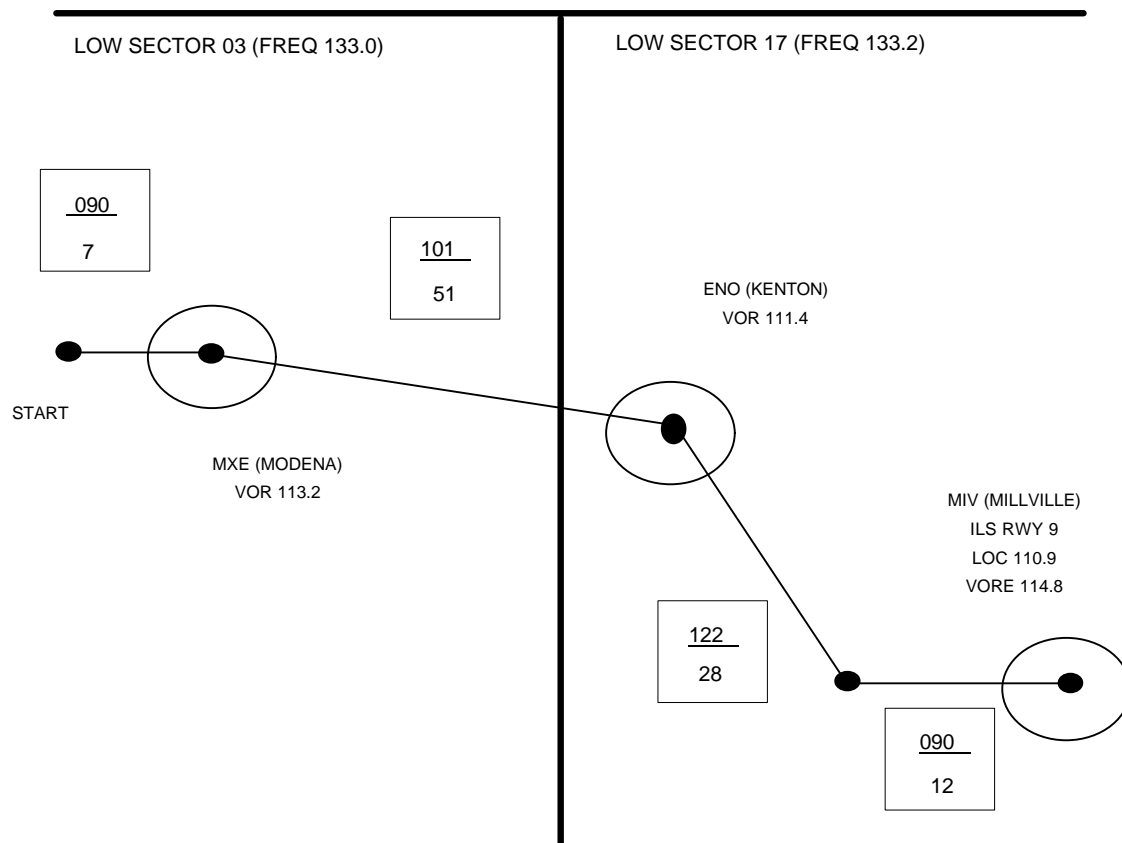 LOW SECTOR 03 (FREQ 133.0)
LOW SECTOR 17 (FREQ 133.2)
090
7
101
51
ENO (KENTON)
VOR 111.4
START
MXE (MODENA)
VOR 113.2
MIV (MILLVILLE)
ILS RWY 9
LOC 110.9
VORE 114.8
122
28
090
12